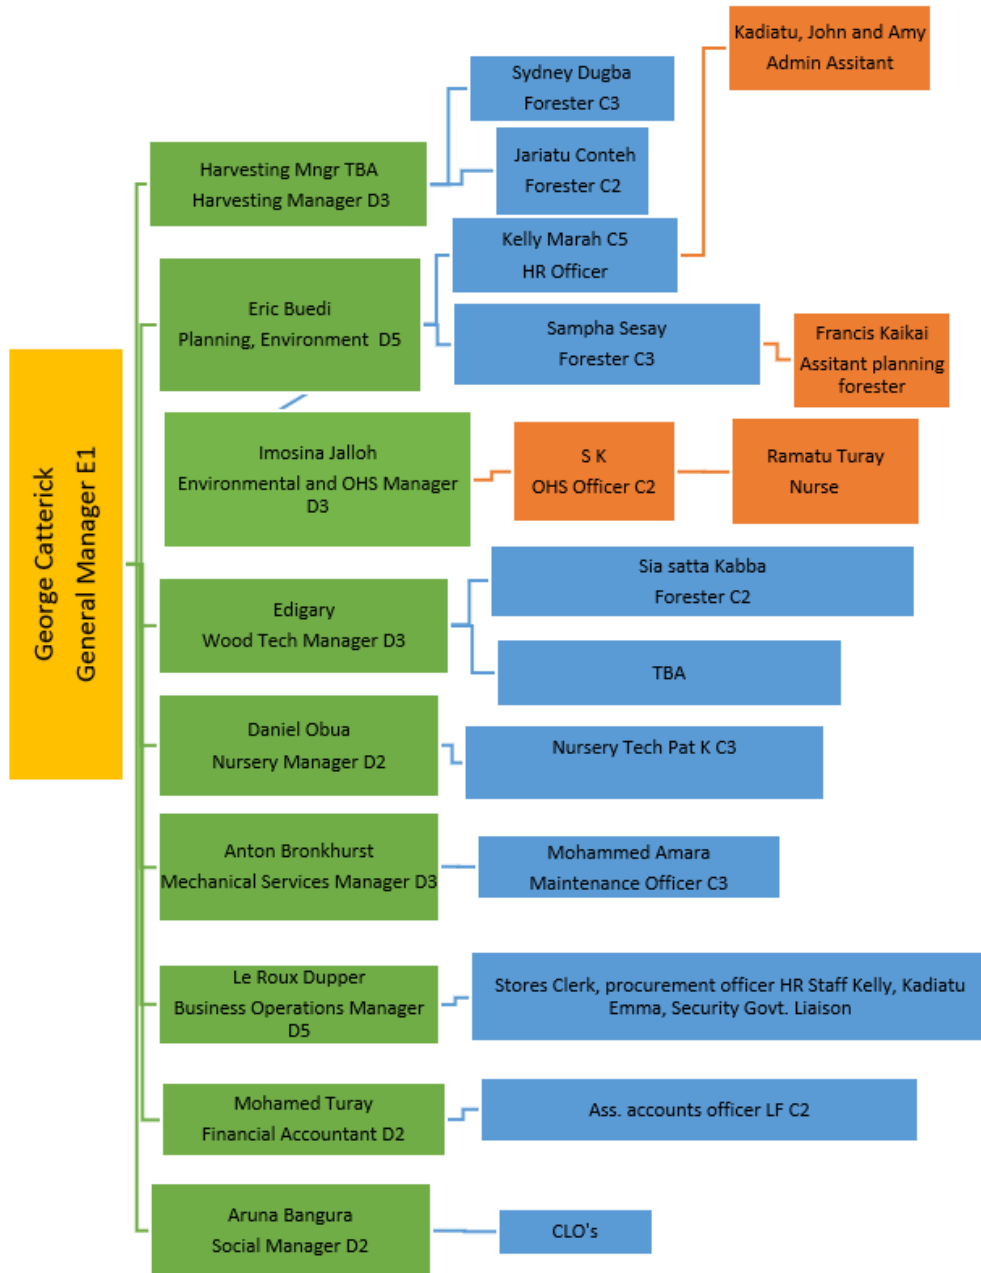 George Catterick
General Manager E1
Harvesting Mngr TBA
Harvesting Manager D3
Sydney Dugba
Forester C3
Jariatu Conteh
Forester C2
Eric Buedi
Planning, Environment D5
Kelly Marah C5
HR Officer
Kadiatu, John and Amy
Admin Assitant
Sampha Sesay
Forester C3
Francis Kaikai
Assitant planning
forester
Imosina Jalloh
Environmental and OHS Manager
D3
S K
OHS Officer C2
Ramatu Turay
Nurse
Edigary
Wood Tech Manager D3
Sia satta Kabba
Forester C2
TBA
Daniel Obua
Nursery Manager D2
Nursery Tech Pat K C3
Anton Bronkhurst
Mechanical Services Manager D3
Mohammed Amara
Maintenance Officer C3
Le Roux Dupper
Business Operations Manager
D5
Stores Clerk, procurement officer HR Staff Kelly, Kadiatu
Emma, Security Govt. Liaison
Mohamed Turay
Financial Accountant D2
Ass. accounts officer LF C2
Aruna Bangura
Social Manager D2
CLO's